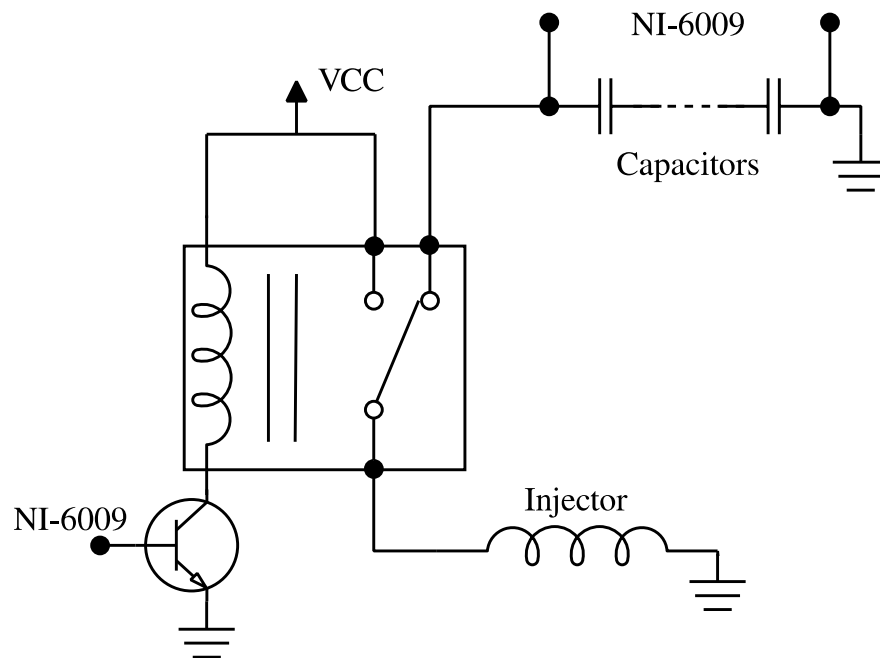 NI-6009
VCC
Capacitors
Injector
NI-6009